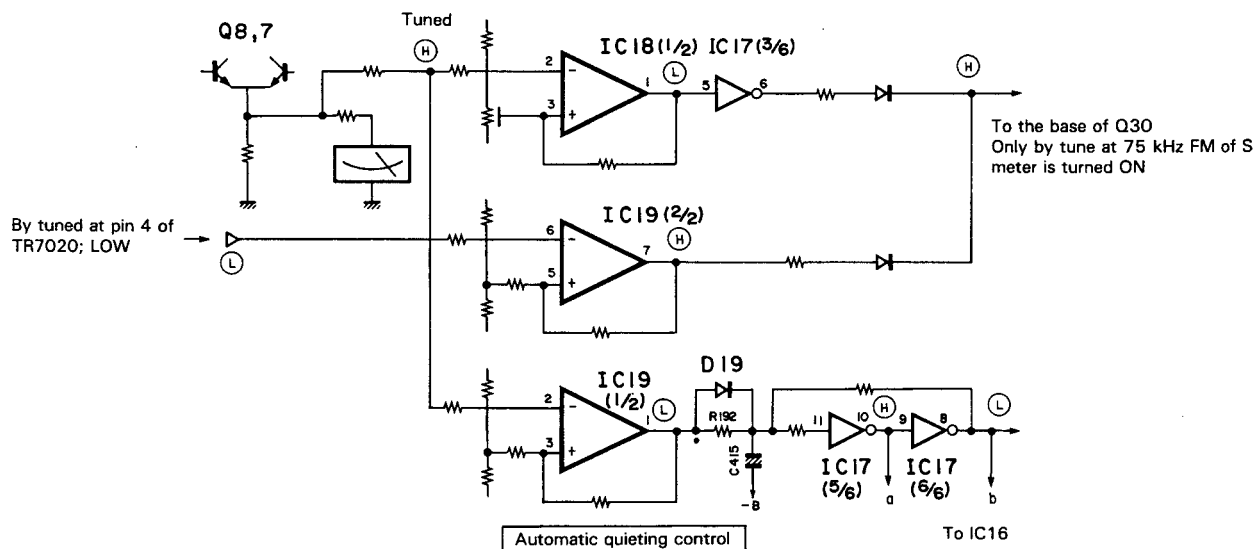 Q8,7
Tuned
H
IC18(1/2) IC17(3/6)
2
−
1
L
5
6
H
3
+
To the base of Q30
Only by tune at 75 kHz FM of S
meter is turned ON
By tuned at pin 4 of
TR7020; LOW
L
IC19(2/2)
6
−
7
H
5
+
IC19
(1/2)
2
−
1
L
3
+
D19
R192
C415
−B
11
10
H
9
8
L
IC17
(5/6)
IC17
(6/6)
a
b
Automatic quieting control
To IC16